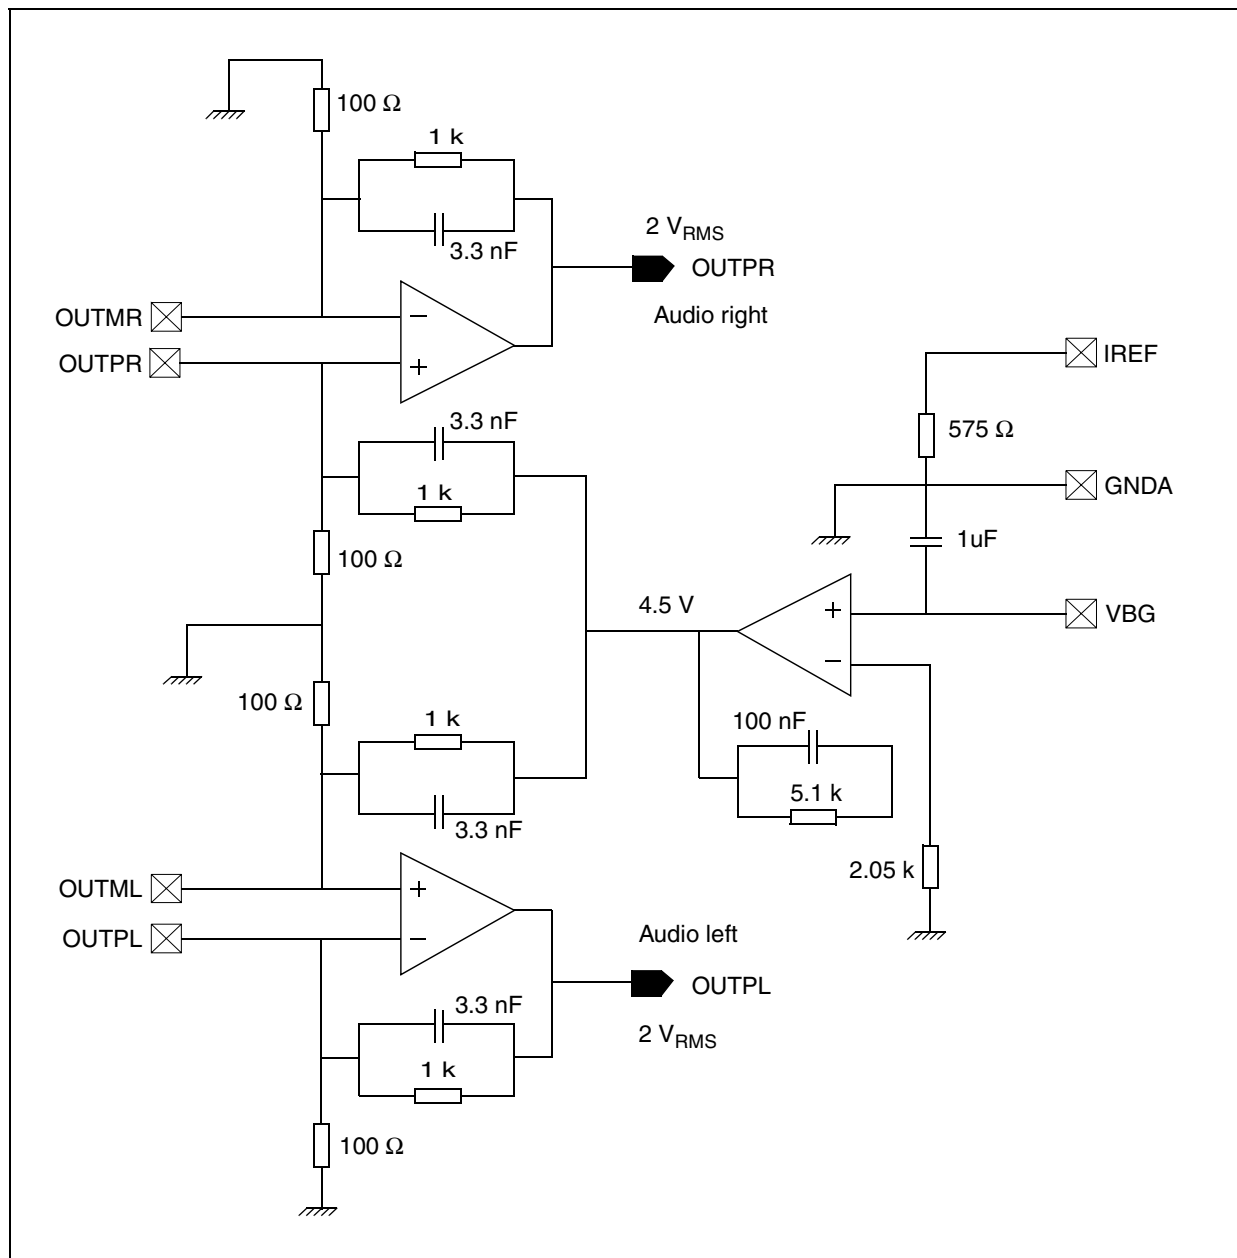 100 Ω
1 k
3.3 nF
2 VRMS
OUTPR
Audio right
OUTMR
OUTPR
IREF
3.3 nF
575 Ω
1 k
GNDA
100 Ω
1uF
4.5 V
+
−
VBG
100 Ω
1 k
100 nF
3.3 nF
5.1 k
2.05 k
OUTML
+
OUTPL
−
Audio left
OUTPL
3.3 nF
2 VRMS
1 k
100 Ω
−
+